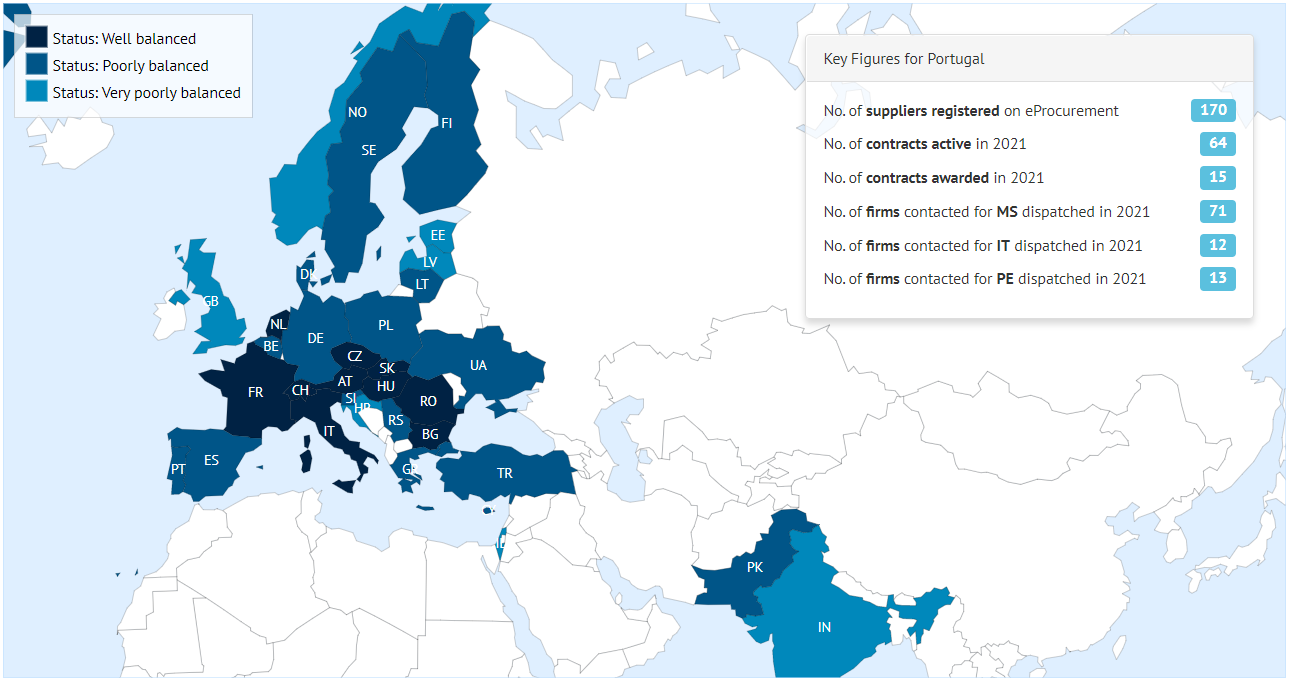 Status: Well balanced
Status: Poorly balanced
Status: Very poorly balanced
Key Figures for Portugal
No. of suppliers registered on eProcurement 170
No. of contracts active in 2021 64
No. of contracts awarded in 2021 15
No. of firms contacted for MS dispatched in 2021 71
No. of firms contacted for IT dispatched in 2021 12
No. of firms contacted for PE dispatched in 2021 13
NO
FI
SE
EE
LV
DK
LT
GB
NL
PL
DE
BE
CZ
UA
SK
AT
HU
CH
FR
SI
RO
HR
RS
IT
BG
ES
PT
GR
TR
CY
IL
PK
IN